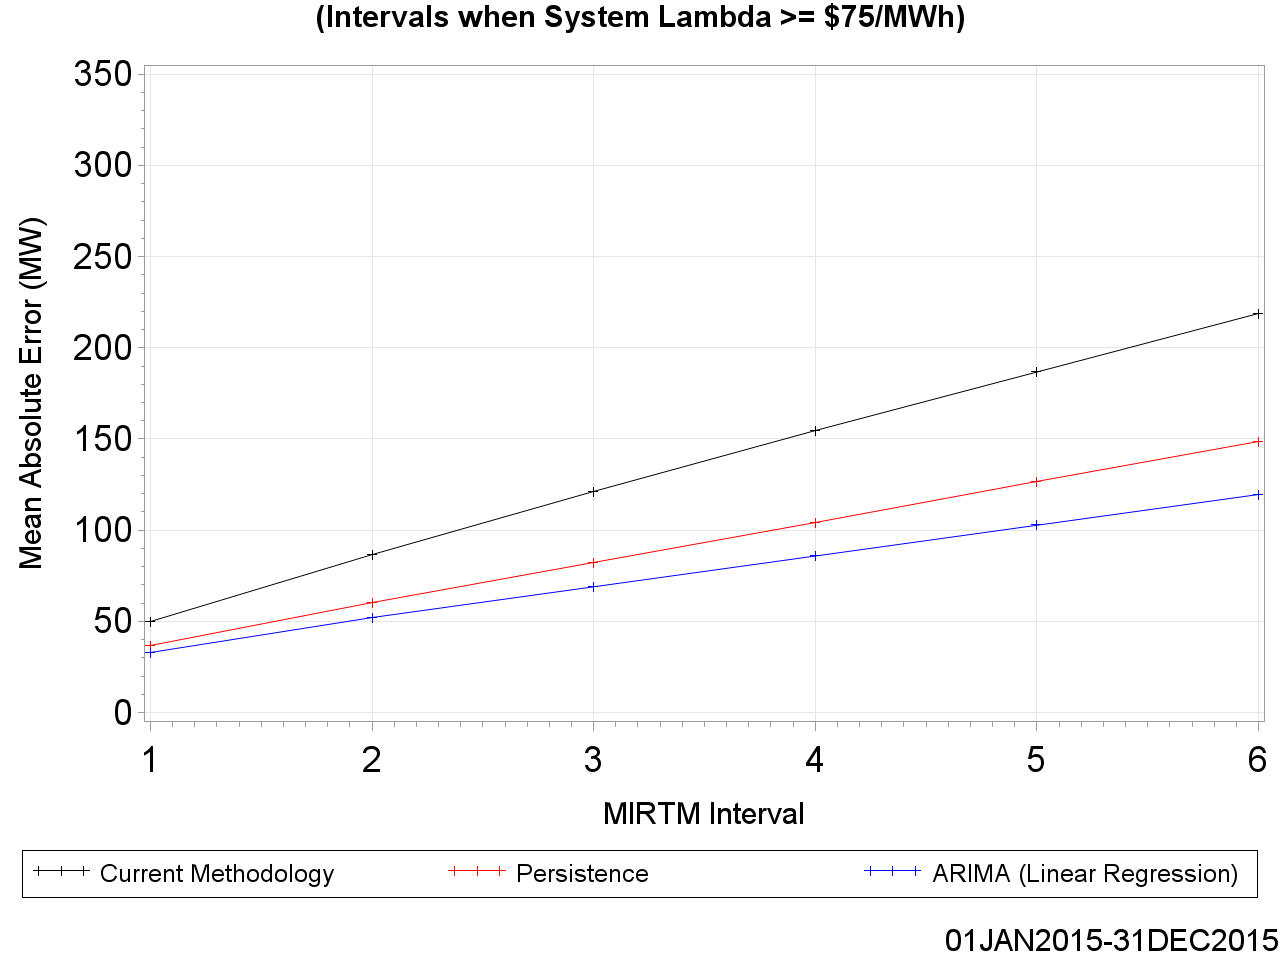 (Intervals when System Lambda >= $75/MWh)
350
300
250
200
150
100
50
0
Mean Absolute Error (MW)
1 2 3 4 5 6
MIRTM Interval
Current Methodology Persistence ARIMA (Linear Regression)
01JAN2015-31DEC2015